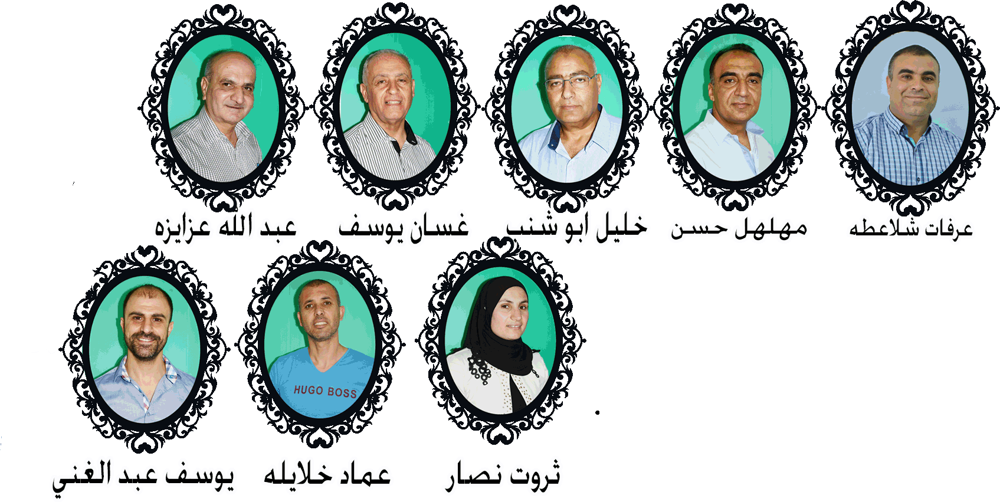 عرفات شلاعطه
مهلهل حسن
خليل ابو شنب
غسان يوسف
عبد الله عزايزه
ثروت نصار
عماد خلايله
HUGO BOSS
يوسف عبد الغني